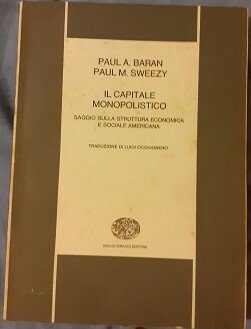 PAUL A. BARAN
PAUL M. SWEEZY
IL CAPITALE
MONOPOLISTICO
SAGGIO SULLA STRUTTURA ECONOMICA
E SOCIALE AMERICANA
TRADUZIONE DI LUIGI OCCHIONERO
GIULIO EINAUDI EDITORE